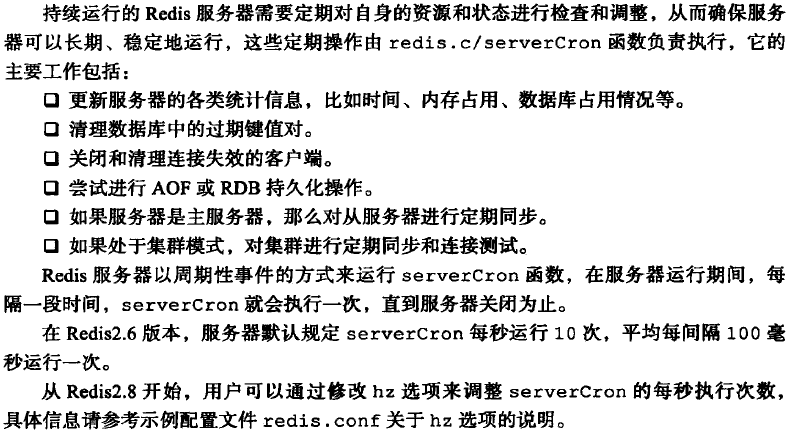 持续运行的 Redis 服务器需要定期对自身的资源和状态进行检查和调整，从而确保服务
器可以长期、稳定地运行，这些定期操作由 redis.c/serverCron 函数负责执行，它的
主要工作包括：
❑ 更新服务器的各类统计信息，比如时间、内存占用、数据库占用情况等。
❑ 清理数据库中的过期键值对。
❑ 关闭和清理连接失效的客户端。
❑ 尝试进行 AOF 或 RDB 持久化操作。
❑ 如果服务器是主服务器，那么对从服务器进行定期同步。
❑ 如果处于集群模式，对集群进行定期同步和连接测试。
Redis 服务器以周期性事件的方式来运行 serverCron 函数，在服务器运行期间，每
隔一段时间，serverCron 就会执行一次，直到服务器关闭为止。
在 Redis2.6 版本，服务器默认规定 serverCron 每秒运行 10 次，平均每间隔 100 毫
秒运行一次。
从 Redis2.8 开始，用户可以通过修改 hz 选项来调整 serverCron 的每秒执行次数，
具体信息请参考示例配置文件 redis.conf 关于 hz 选项的说明。